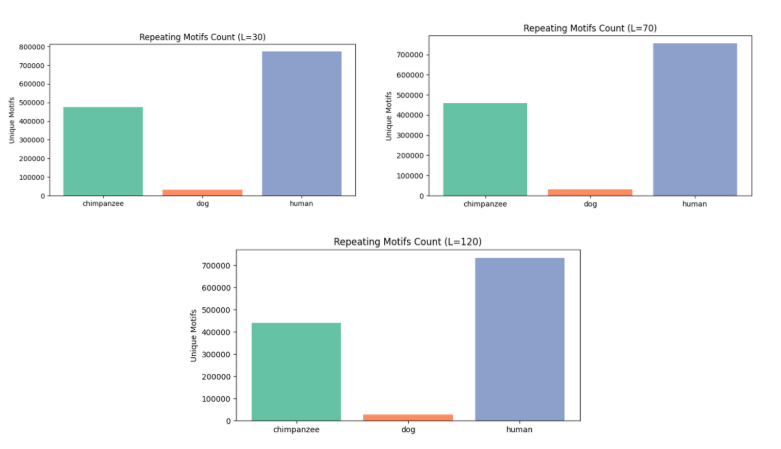 Repeating Motifs Count (L=30)
Unique Motifs
800000
700000
600000
500000
400000
300000
200000
100000
0
chimpanzee dog human
Repeating Motifs Count (L=70)
Unique Motifs
700000
600000
500000
400000
300000
200000
100000
0
chimpanzee dog human
Repeating Motifs Count (L=120)
Unique Motifs
700000
600000
500000
400000
300000
200000
100000
0
chimpanzee dog human